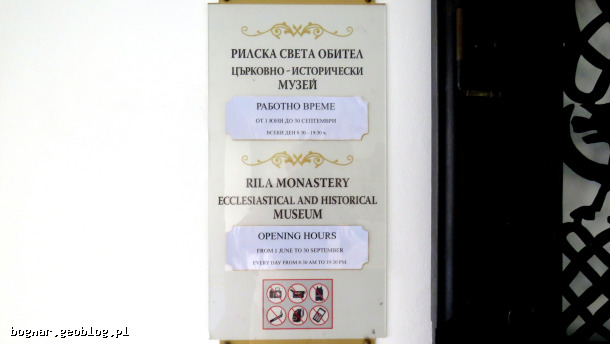 РИЛСКА СВЕТА ОБИТЕЛ
ЦЪРКОВНО - ИСТОРИЧЕСКИ
МУЗЕЙ
РАБОТНО ВРЕМЕ
ОТ 1 ЮНИ ДО 30 СЕПТЕМВРИ
ВСЕКИ ДЕН 8:30 - 19:30 ч.
RILA MONASTERY
ECCLESIASTICAL AND HISTORICAL
MUSEUM
OPENING HOURS
FROM 1 JUNE TO 30 SEPTEMBER
EVERY DAY FROM 8:30 AM TO 19:30 PM
bognar.geoblog.pl